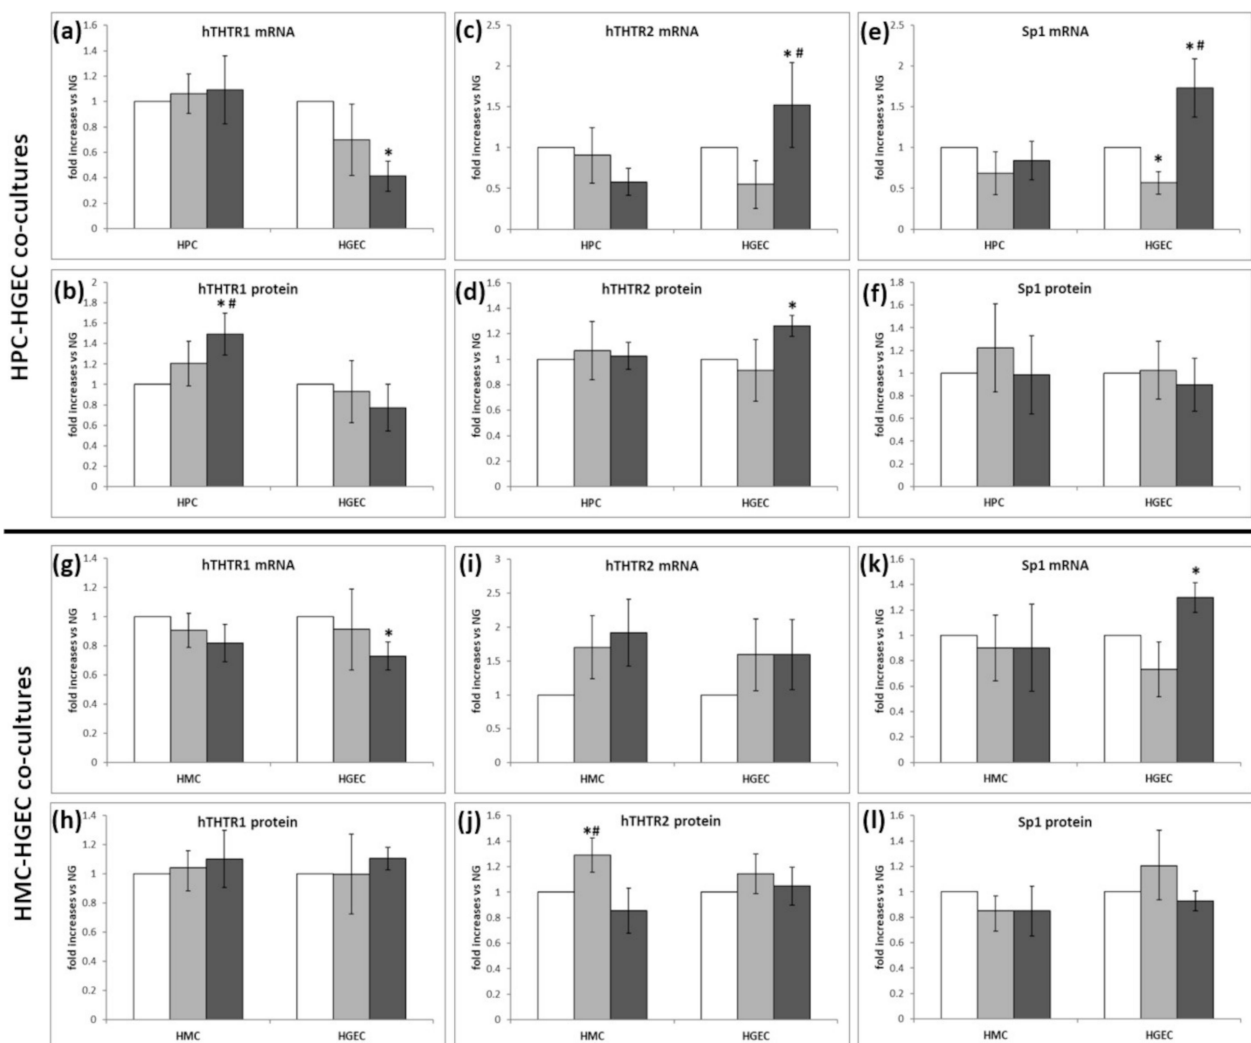 HPC-HGEC co-cultures
(a)
hTHTR1 mRNA
fold increases vs NG
1.6
1.4
1.2
1
0.8
0.6
0.4
0.2
0
*
HPC
HGEC
(c)
hTHTR2 mRNA
fold increases vs NG
2.5
2
1.5
1
0.5
0
* #
HPC
HGEC
(e)
Sp1 mRNA
fold increases vs NG
2.5
2
1.5
1
0.5
0
*
* #
HPC
HGEC
(b)
hTHTR1 protein
fold increases vs NG
2
1.8
1.6
1.4
1.2
1
0.8
0.6
0.4
0.2
0
* #
HPC
HGEC
(d)
hTHTR2 protein
fold increases vs NG
1.6
1.4
1.2
1
0.8
0.6
0.4
0.2
0
*
HPC
HGEC
(f)
Sp1 protein
fold increases vs NG
1.8
1.6
1.4
1.2
1
0.8
0.6
0.4
0.2
0
HPC
HGEC
HMC-HGEC co-cultures
(g)
hTHTR1 mRNA
fold increases vs NG
1.4
1.2
1
0.8
0.6
0.4
0.2
0
*
HMC
HGEC
(i)
hTHTR2 mRNA
fold increases vs NG
3
2.5
2
1.5
1
0.5
0
HMC
HGEC
(k)
Sp1 mRNA
fold increases vs NG
1.6
1.4
1.2
1
0.8
0.6
0.4
0.2
0
*
HMC
HGEC
(h)
hTHTR1 protein
fold increases vs NG
1.4
1.2
1
0.8
0.6
0.4
0.2
0
HMC
HGEC
(j)
hTHTR2 protein
fold increases vs NG
1.6
1.4
1.2
1
0.8
0.6
0.4
0.2
0
*#
HMC
HGEC
(l)
Sp1 protein
fold increases vs NG
1.6
1.4
1.2
1
0.8
0.6
0.4
0.2
0
HMC
HGEC